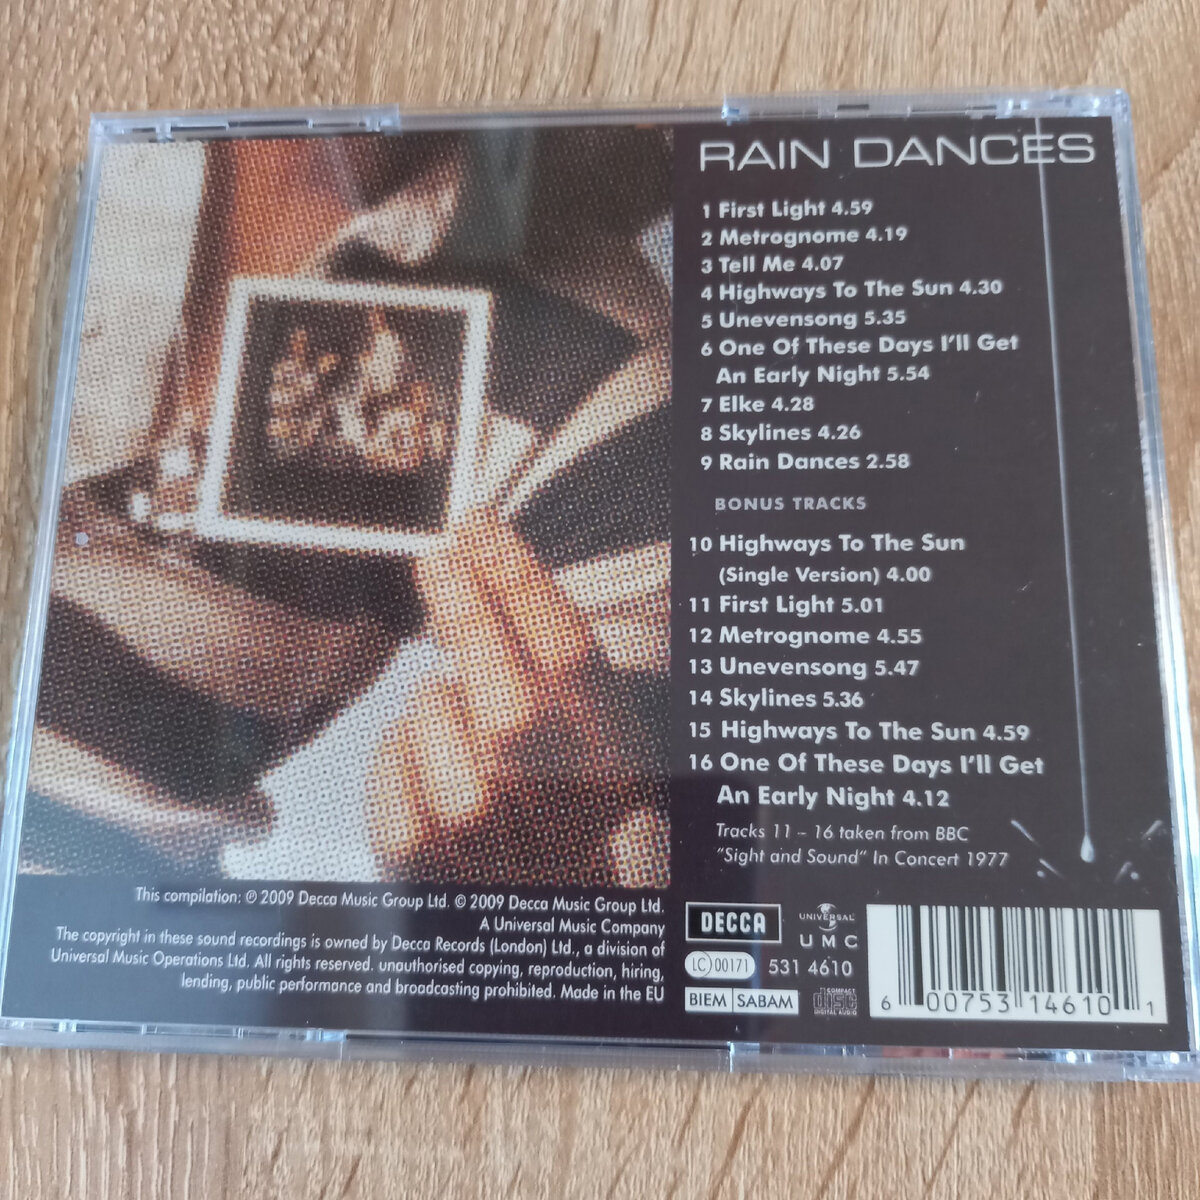 RAIN DANCES
1 First Light 4.59
2 Metrognome 4.19
3 Tell Me 4.07
4 Highways To The Sun 4.30
5 Unevensong 5.35
6 One Of These Days I'll Get
An Early Night 5.54
7 Elke 4.28
8 Skylines 4.26
9 Rain Dances 2.58
BONUS TRACKS
10 Highways To The Sun
(Single Version) 4.00
11 First Light 5.01
12 Metrognome 4.55
13 Unevensong 5.47
14 Skylines 5.36
15 Highways To The Sun 4.59
16 One Of These Days I'll Get
An Early Night 4.12
Tracks 11 – 16 taken from BBC
"Sight and Sound" In Concert 1977
This compilation: ℗ 2009 Decca Music Group Ltd. © 2009 Decca Music Group Ltd.
A Universal Music Company
The copyright in these sound recordings is owned by Decca Records (London) Ltd., a division of
Universal Music Operations Ltd. All rights reserved. unauthorised copying, reproduction, hiring,
lending, public performance and broadcasting prohibited. Made in the EU
DECCA
UNIVERSAL
UMC
LC 00171
531 4610
BIEM SABAM
COMPACT
disc
DIGITAL AUDIO
6 00753 14610 1